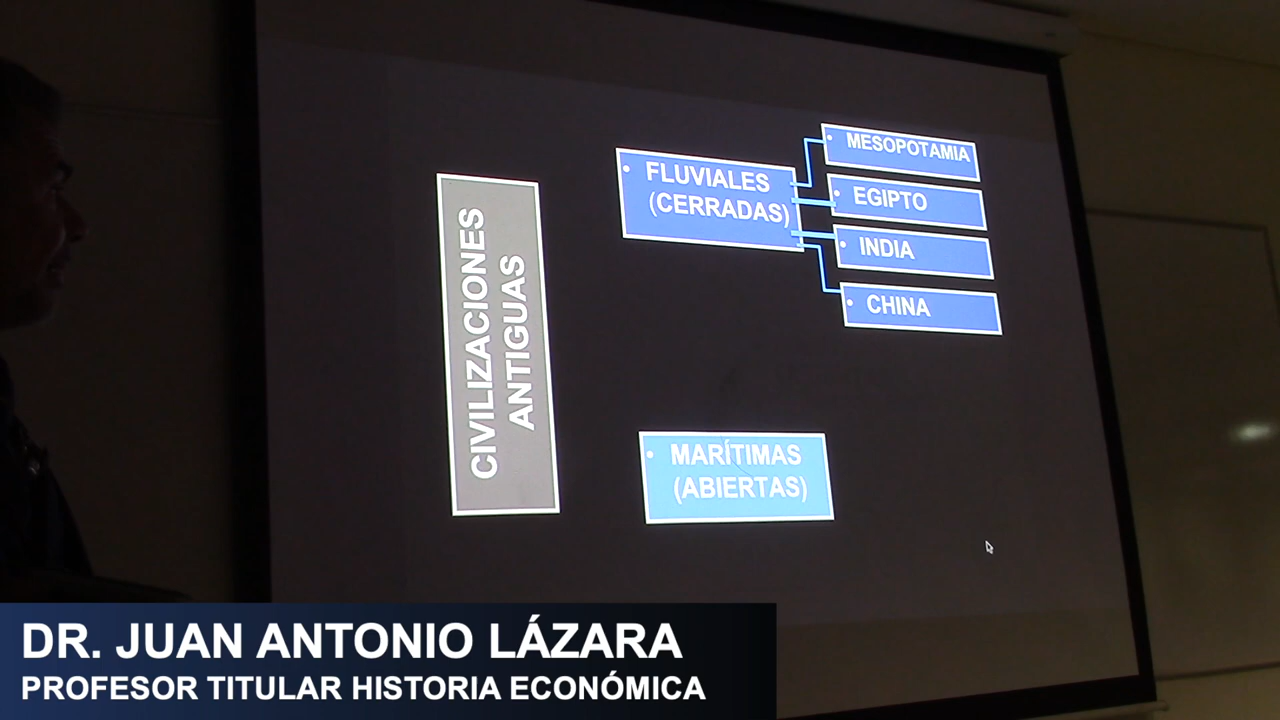 CIVILIZACIONES
ANTIGUAS
• FLUVIALES
(CERRADAS)
• MESOPOTAMIA
• EGIPTO
• INDIA
• CHINA
• MARÍTIMAS
(ABIERTAS)
DR. JUAN ANTONIO LÁZARA
PROFESOR TITULAR HISTORIA ECONÓMICA